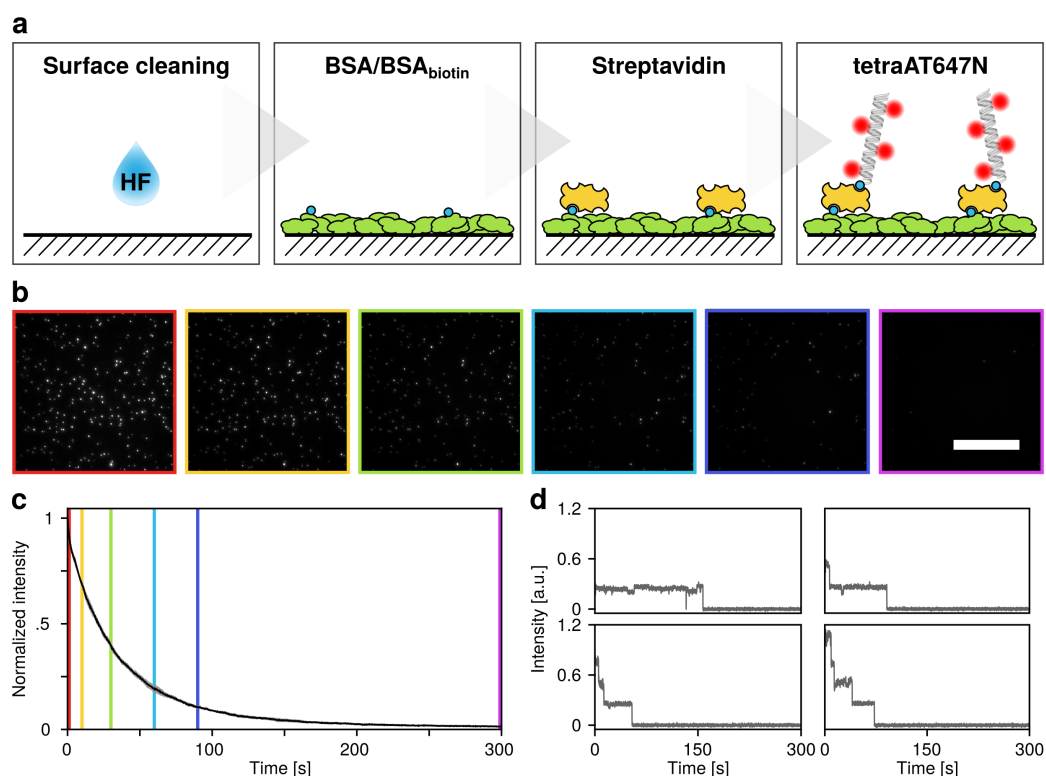 a
Surface cleaning
BSA/BSAbiotin
Streptavidin
tetraAT647N
HF
b
c
Normalized intensity
1
.5
0
0
100
200
300
Time [s]
d
Intensity [a.u.]
1.2
0.6
0
1.2
0.6
0
0
150
300
0
150
300
Time [s]
Time [s]